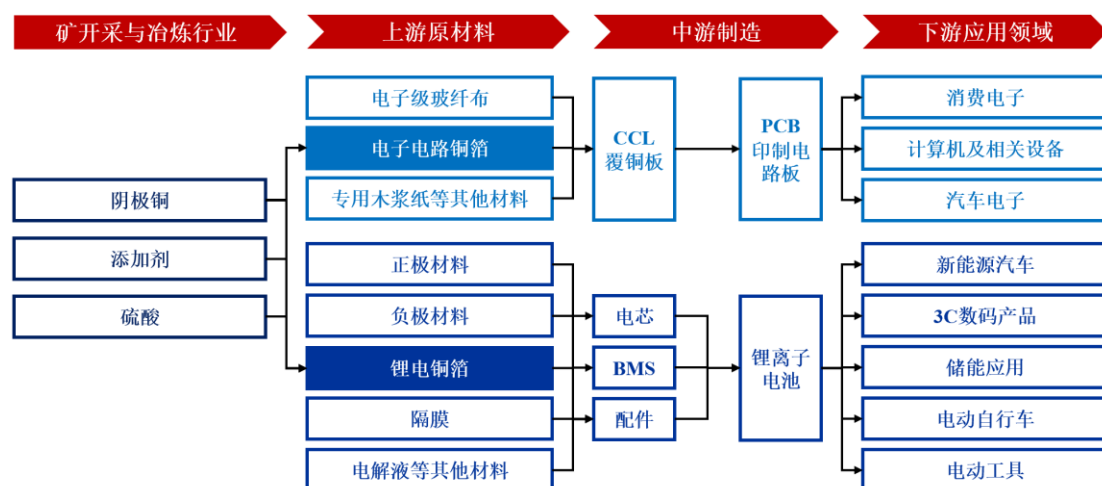 矿开采与冶炼行业
上游原材料
中游制造
下游应用领域
阴极铜
添加剂
硫酸
电子级玻纤布
电子电路铜箔
专用木浆纸等其他材料
CCL
覆铜板
PCB
印制电
路板
消费电子
计算机及相关设备
汽车电子
正极材料
负极材料
锂电铜箔
隔膜
电解液等其他材料
电芯
BMS
配件
锂离子
电池
新能源汽车
3C数码产品
储能应用
电动自行车
电动工具